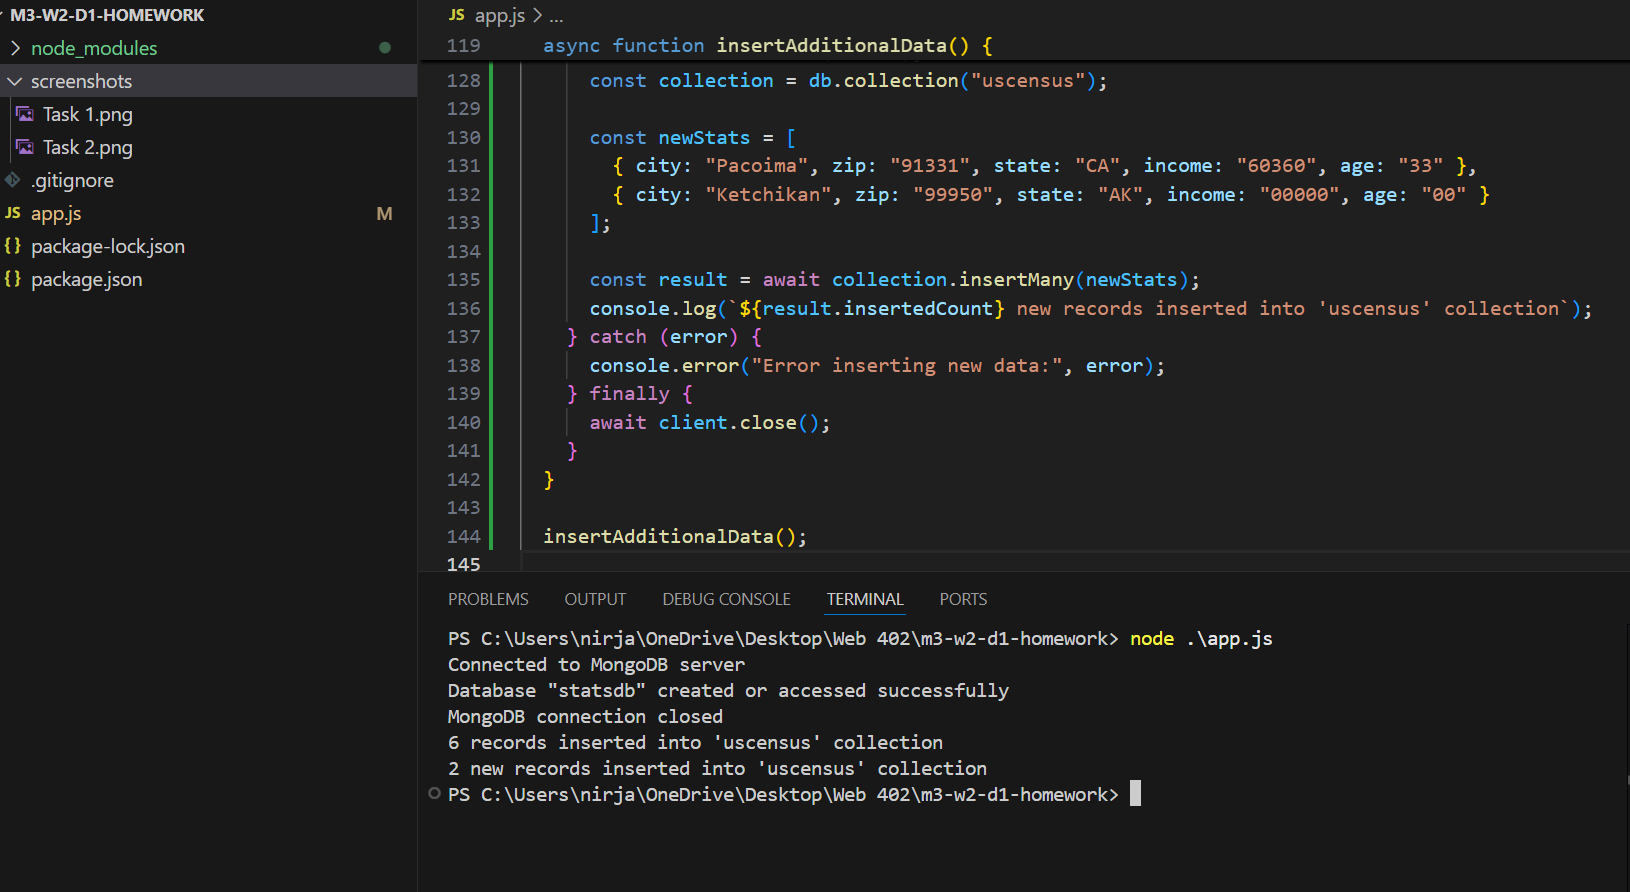 M3-W2-D1-HOMEWORK
node_modules
screenshots
Task 1.png
Task 2.png
.gitignore
JS app.js M
{} package-lock.json
{} package.json
JS app.js > ...
119 async function insertAdditionalData() {
128 const collection = db.collection("uscensus");
129
130 const newStats = [
131 { city: "Pacoima", zip: "91331", state: "CA", income: "60360", age: "33" },
132 { city: "Ketchikan", zip: "99950", state: "AK", income: "00000", age: "00" }
133 ];
134
135 const result = await collection.insertMany(newStats);
136 console.log(`${result.insertedCount} new records inserted into 'uscensus' collection`);
137 } catch (error) {
138 console.error("Error inserting new data:", error);
139 } finally {
140 await client.close();
141 }
142 }
143
144 insertAdditionalData();
145
PROBLEMS OUTPUT DEBUG CONSOLE TERMINAL PORTS
PS C:\Users\nirja\OneDrive\Desktop\Web 402\m3-w2-d1-homework> node .\app.js
Connected to MongoDB server
Database "statsdb" created or accessed successfully
MongoDB connection closed
6 records inserted into 'uscensus' collection
2 new records inserted into 'uscensus' collection
PS C:\Users\nirja\OneDrive\Desktop\Web 402\m3-w2-d1-homework>